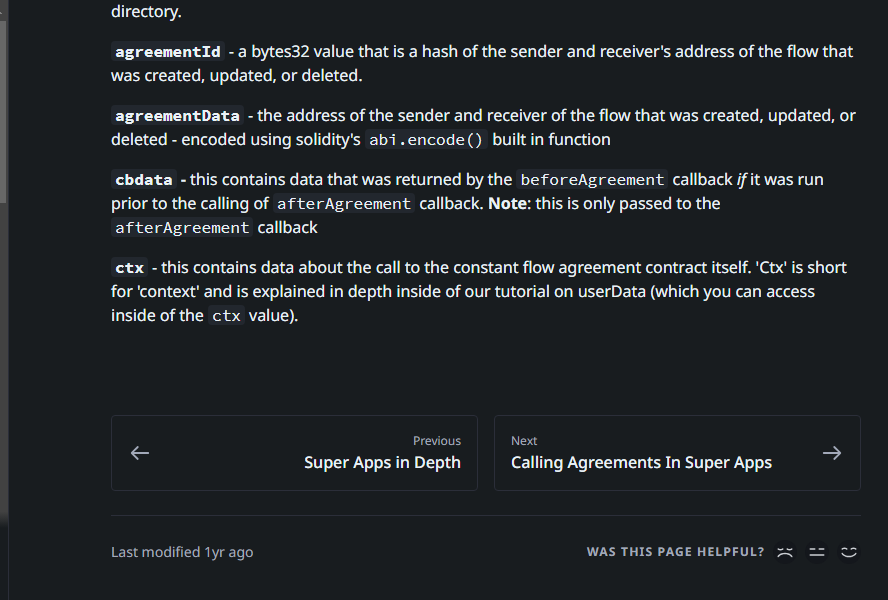 directory.
agreementId - a bytes32 value that is a hash of the sender and receiver's address of the flow that
was created, updated, or deleted.
agreementData - the address of the sender and receiver of the flow that was created, updated, or
deleted - encoded using solidity's abi.encode() built in function
cbdata - this contains data that was returned by the beforeAgreement callback if it was run
prior to the calling of afterAgreement callback. Note: this is only passed to the
afterAgreement callback
ctx - this contains data about the call to the constant flow agreement contract itself. 'Ctx' is short
for 'context' and is explained in depth inside of our tutorial on userData (which you can access
inside of the ctx value).
Previous
Super Apps in Depth
Next
Calling Agreements In Super Apps
Last modified 1yr ago
WAS THIS PAGE HELPFUL?